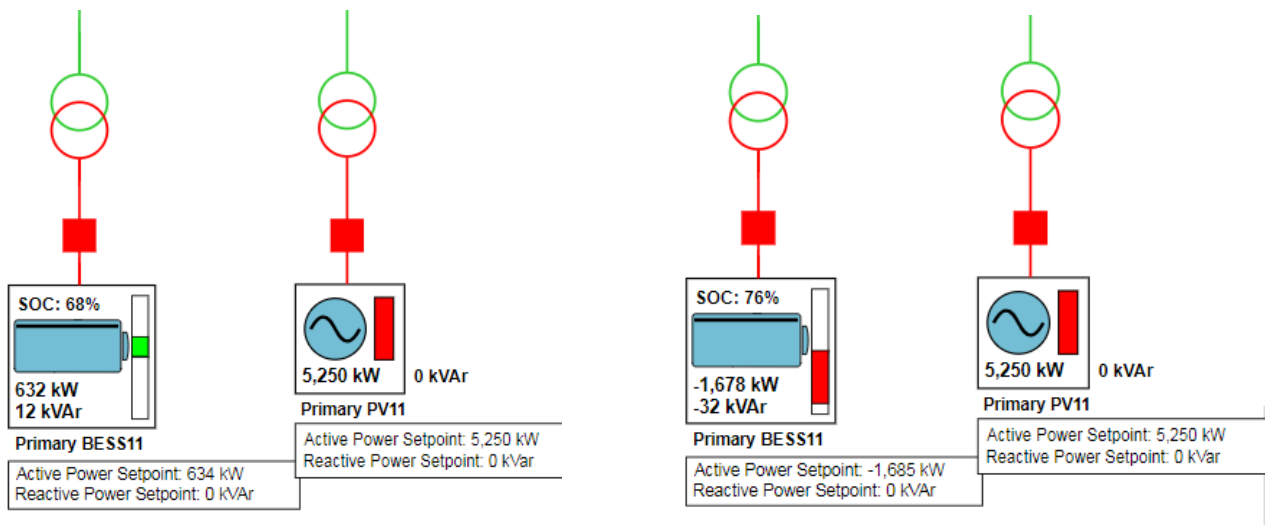 SOC: 68%
632 kW
12 kVAr
Primary BESS11
Active Power Setpoint: 634 kW
Reactive Power Setpoint: 0 kVAr
5,250 kW
0 kVAr
Primary PV11
Active Power Setpoint: 5,250 kW
Reactive Power Setpoint: 0 kVar
SOC: 76%
-1,678 kW
-32 kVAr
Primary BESS11
Active Power Setpoint: -1,685 kW
Reactive Power Setpoint: 0 kVAr
5,250 kW
0 kVAr
Primary PV11
Active Power Setpoint: 5,250 kW
Reactive Power Setpoint: 0 kVar